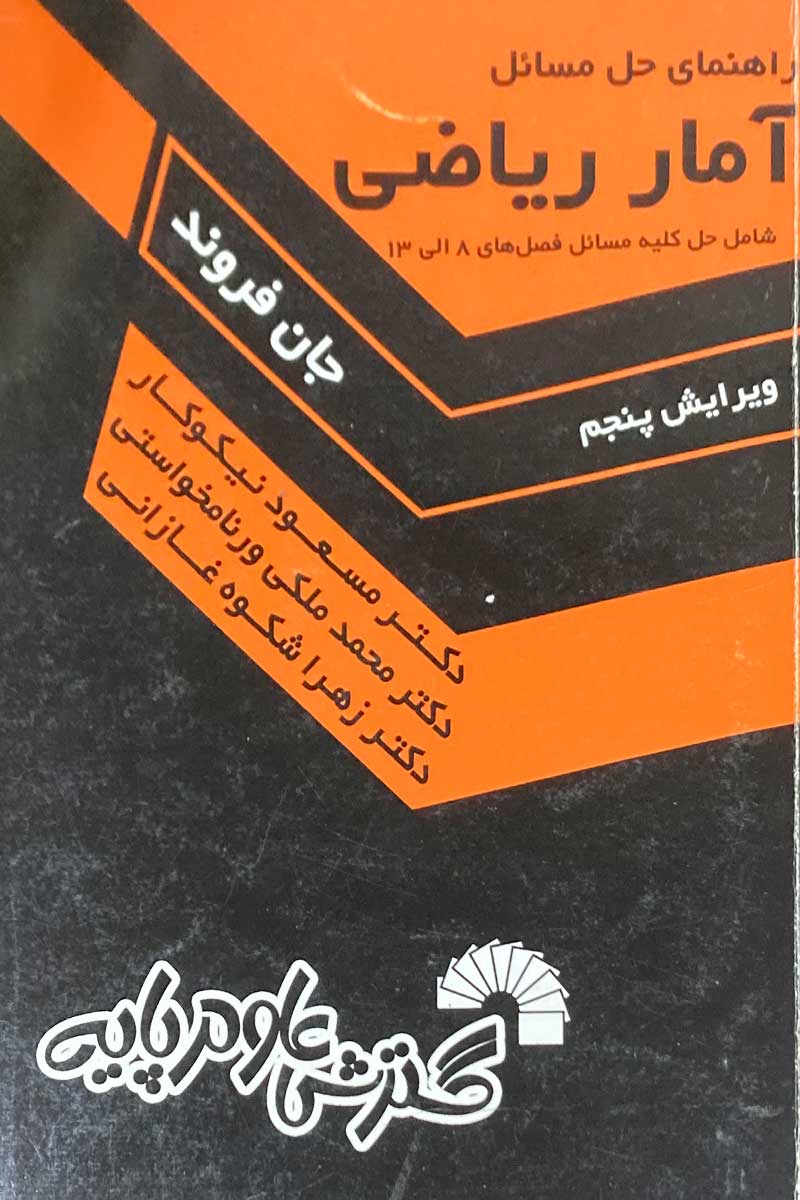 راهنمای حل مسائل
آمار ریاضی
شامل حل کلیه مسائل فصل‌های ۸ الی ۱۳
جان فروند
ویرایش پنجم
دکتر مسعود نیکوکار
دکتر محمد ملکی ورنامخواستی
دکتر زهرا شکوه غازانی
گسترش علوم پایه